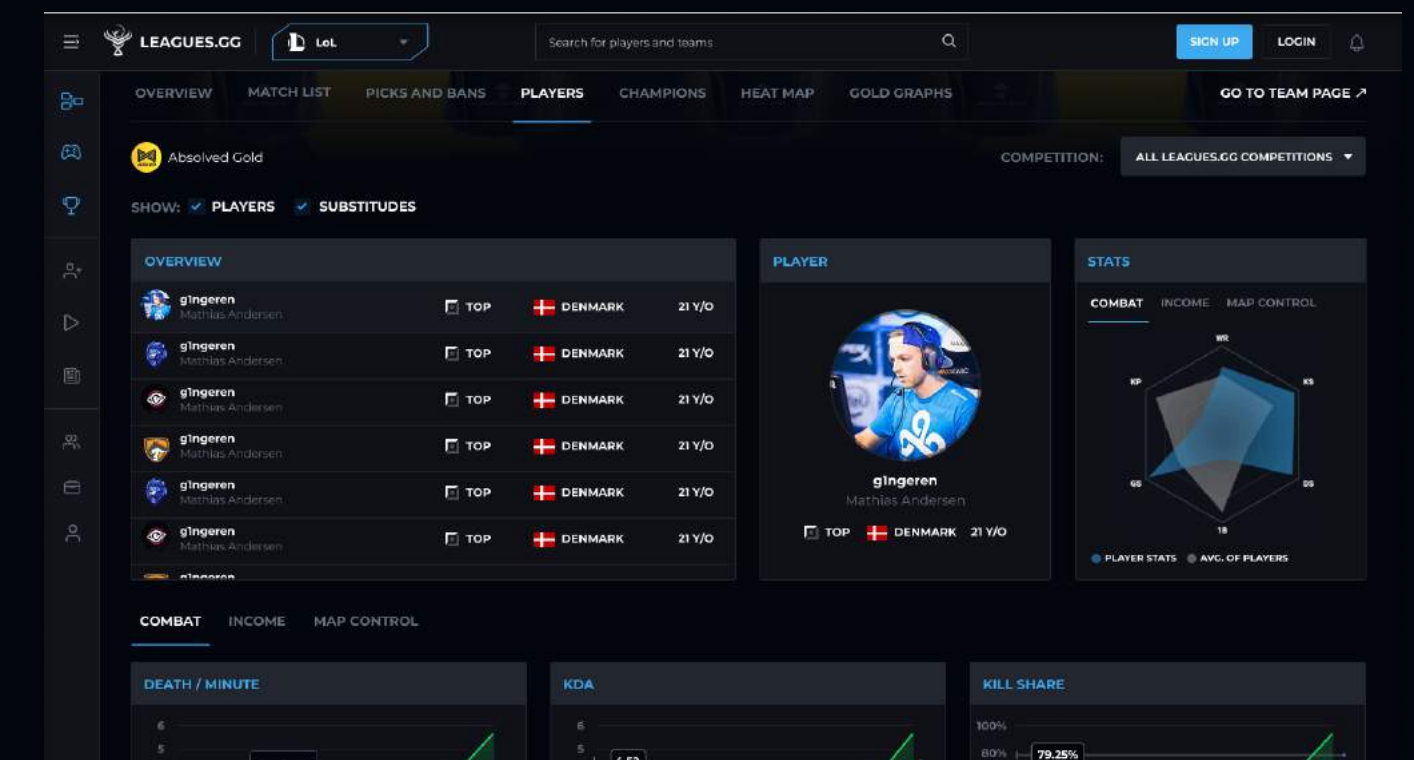 LEAGUES.GG
LoL
Search for players and teams
SIGN UP
LOGIN
OVERVIEW
MATCH LIST
PICKS AND BANS
PLAYERS
CHAMPIONS
HEAT MAP
GOLD GRAPHS
GO TO TEAM PAGE
Absolved Gold
COMPETITION:
ALL LEAGUES.GG COMPETITIONS
SHOW:
PLAYERS
SUBSTITUDES
OVERVIEW
g1ngeren
Mathias Andersen
TOP
DENMARK
21 Y/O
g1ngeren
Mathias Andersen
TOP
DENMARK
21 Y/O
g1ngeren
Mathias Andersen
TOP
DENMARK
21 Y/O
g1ngeren
Mathias Andersen
TOP
DENMARK
21 Y/O
g1ngeren
Mathias Andersen
TOP
DENMARK
21 Y/O
g1ngeren
Mathias Andersen
TOP
DENMARK
21 Y/O
PLAYER
g1ngeren
Mathias Andersen
TOP
DENMARK
21 Y/O
STATS
COMBAT
INCOME
MAP CONTROL
WR
KP
KS
GS
DS
1B
PLAYER STATS
AVG. OF PLAYERS
COMBAT
INCOME
MAP CONTROL
DEATH / MINUTE
6
5
KDA
6
5
KILL SHARE
100%
80%
79.25%